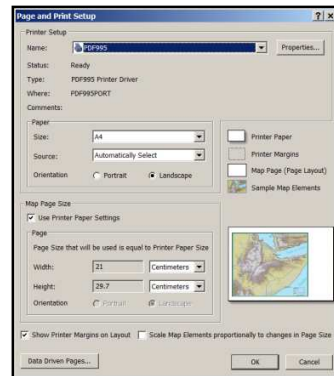 Page and Print Setup
Printer Setup
Name: PDF995 Properties...
Status: Ready
Type: PDF995 Printer Driver
Where: PDF995PORT
Comments:
Paper
Size: A4
Source: Automatically Select
Orientation Portrait Landscape
Printer Paper
Printer Margins
Map Page (Page Layout)
Sample Map Elements
Map Page Size
Use Printer Paper Settings
Page
Page Size that will be used is equal to Printer Paper Size
Width: 21 Centimeters
Height: 29.7 Centimeters
Orientation Portrait Landscape
Show Printer Margins on Layout Scale Map Elements proportionally to changes in Page Size
Data Driven Pages... OK Cancel